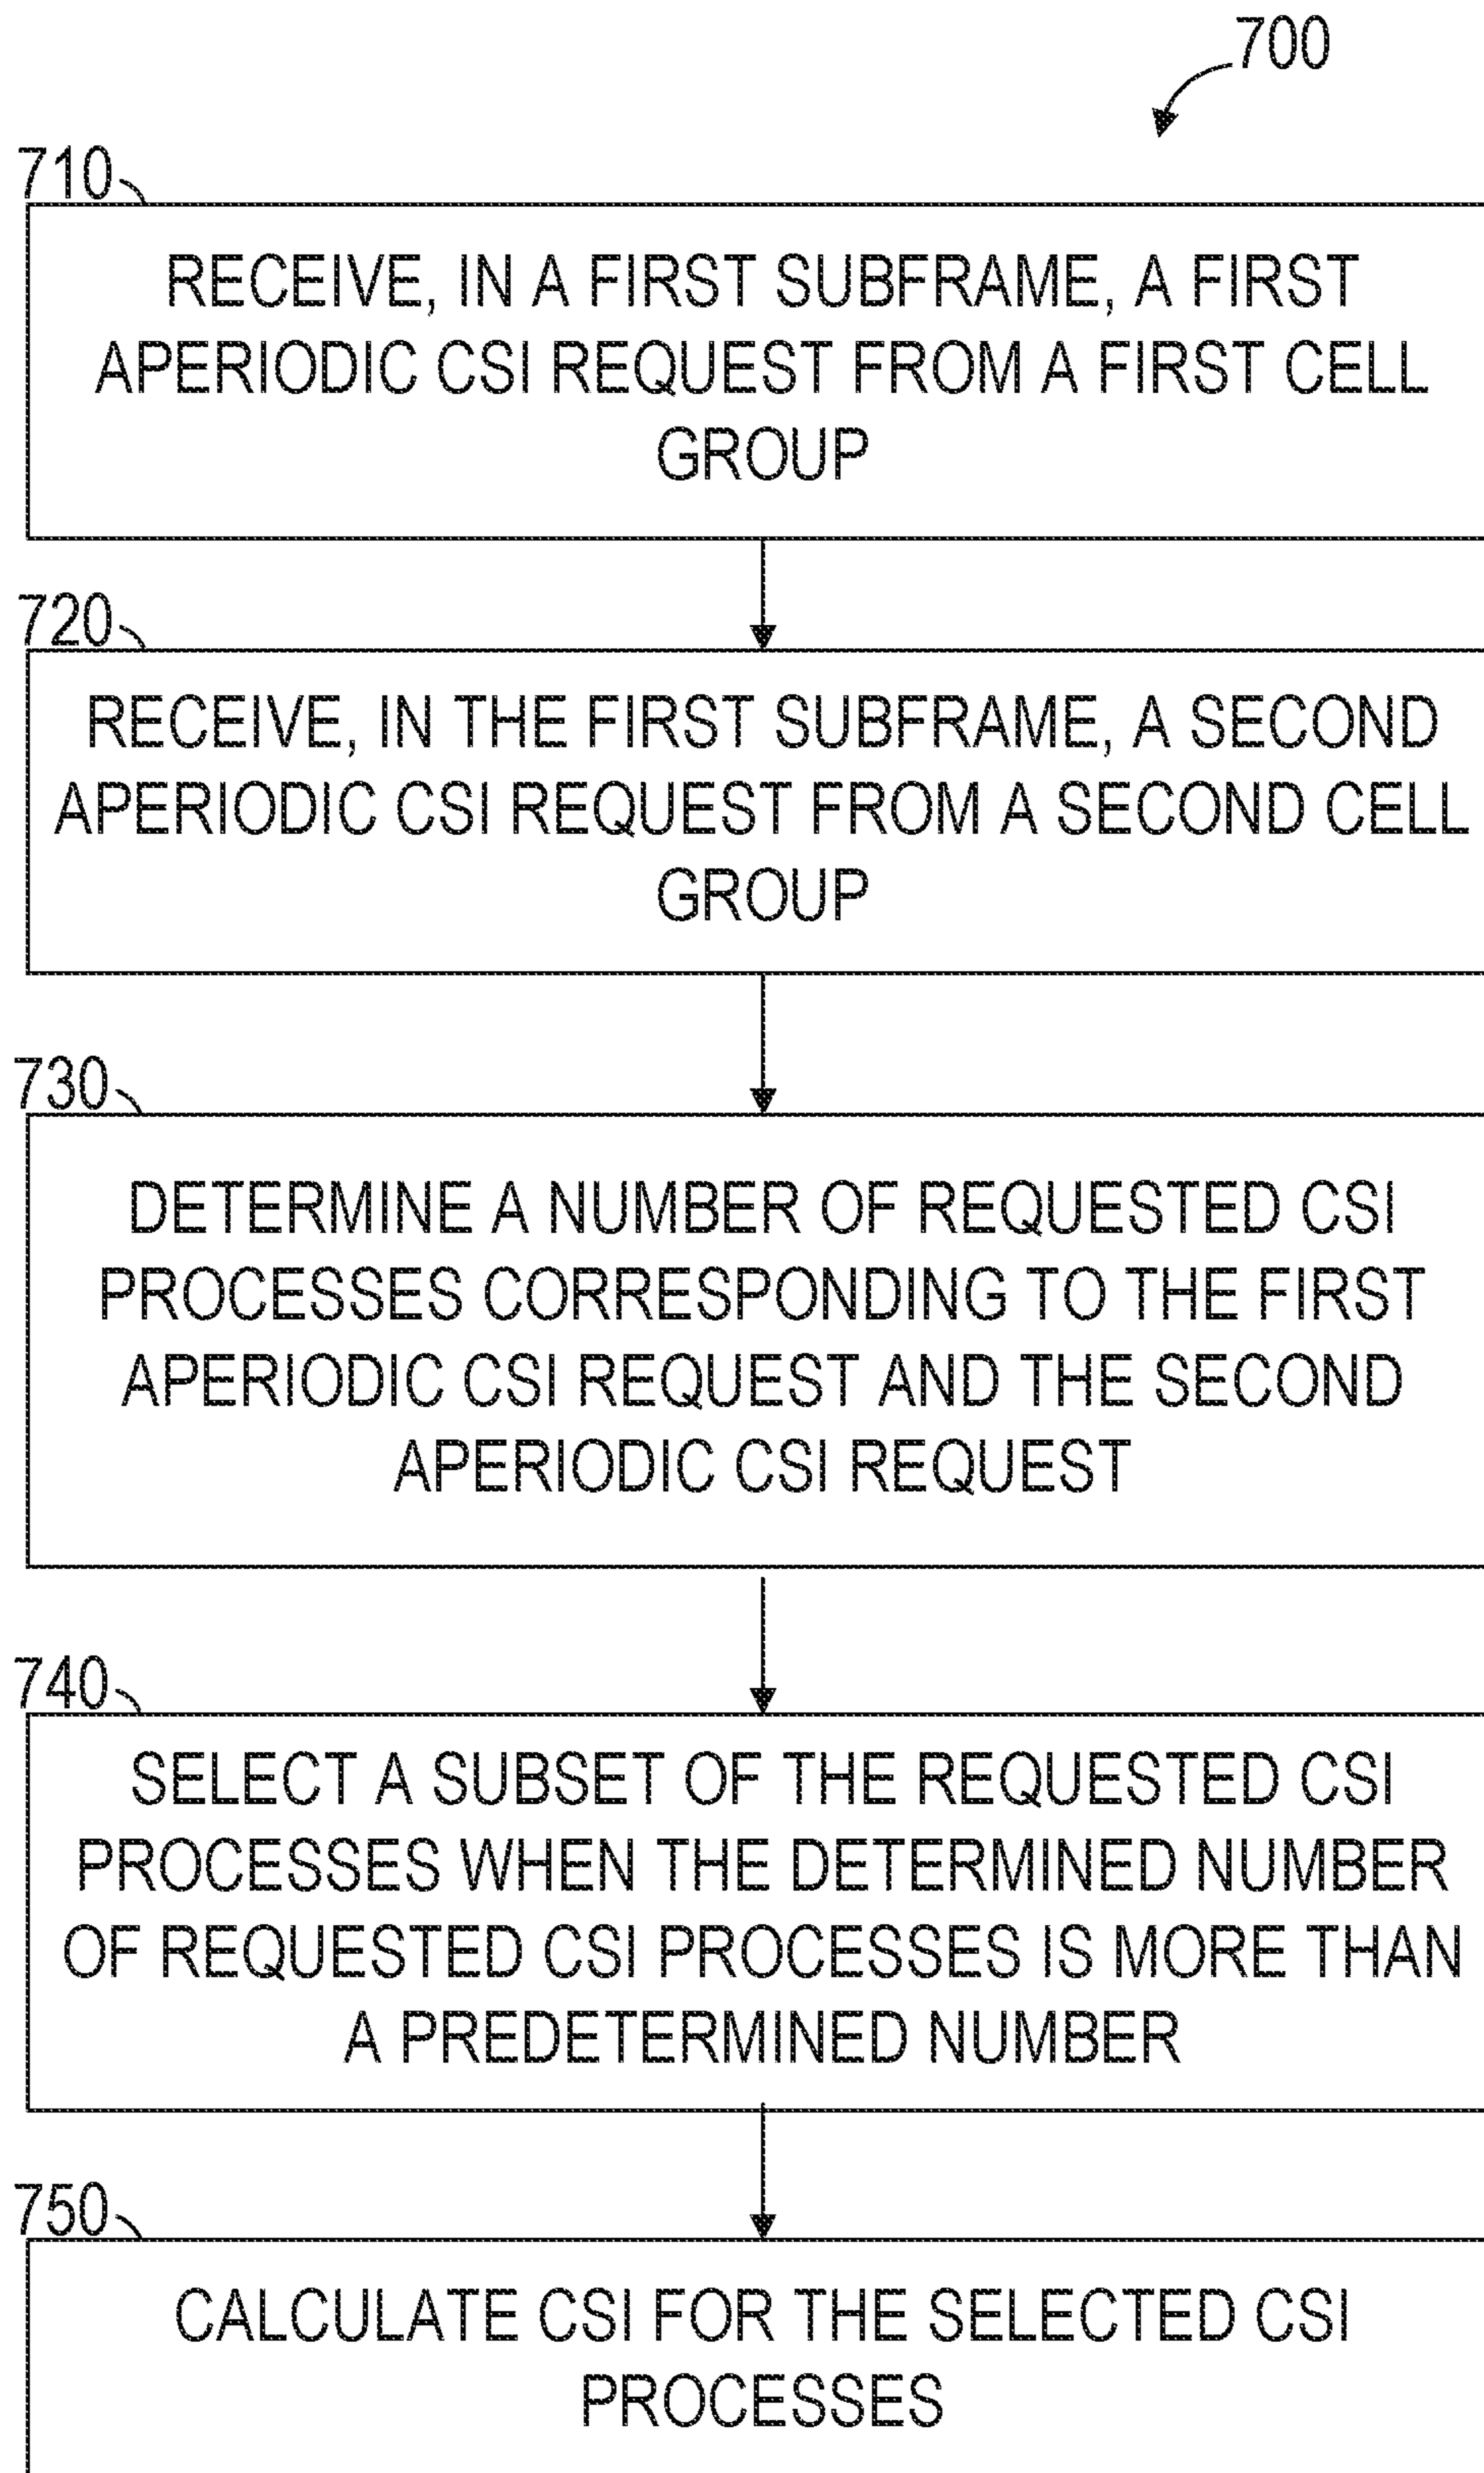 700
710
RECEIVE, IN A FIRST SUBFRAME, A FIRST
APERIODIC CSI REQUEST FROM A FIRST CELL
GROUP
720
RECEIVE, IN THE FIRST SUBFRAME, A SECOND
APERIODIC CSI REQUEST FROM A SECOND CELL
GROUP
730
DETERMINE A NUMBER OF REQUESTED CSI
PROCESSES CORRESPONDING TO THE FIRST
APERIODIC CSI REQUEST AND THE SECOND
APERIODIC CSI REQUEST
740
SELECT A SUBSET OF THE REQUESTED CSI
PROCESSES WHEN THE DETERMINED NUMBER
OF REQUESTED CSI PROCESSES IS MORE THAN
A PREDETERMINED NUMBER
750
CALCULATE CSI FOR THE SELECTED CSI
PROCESSES